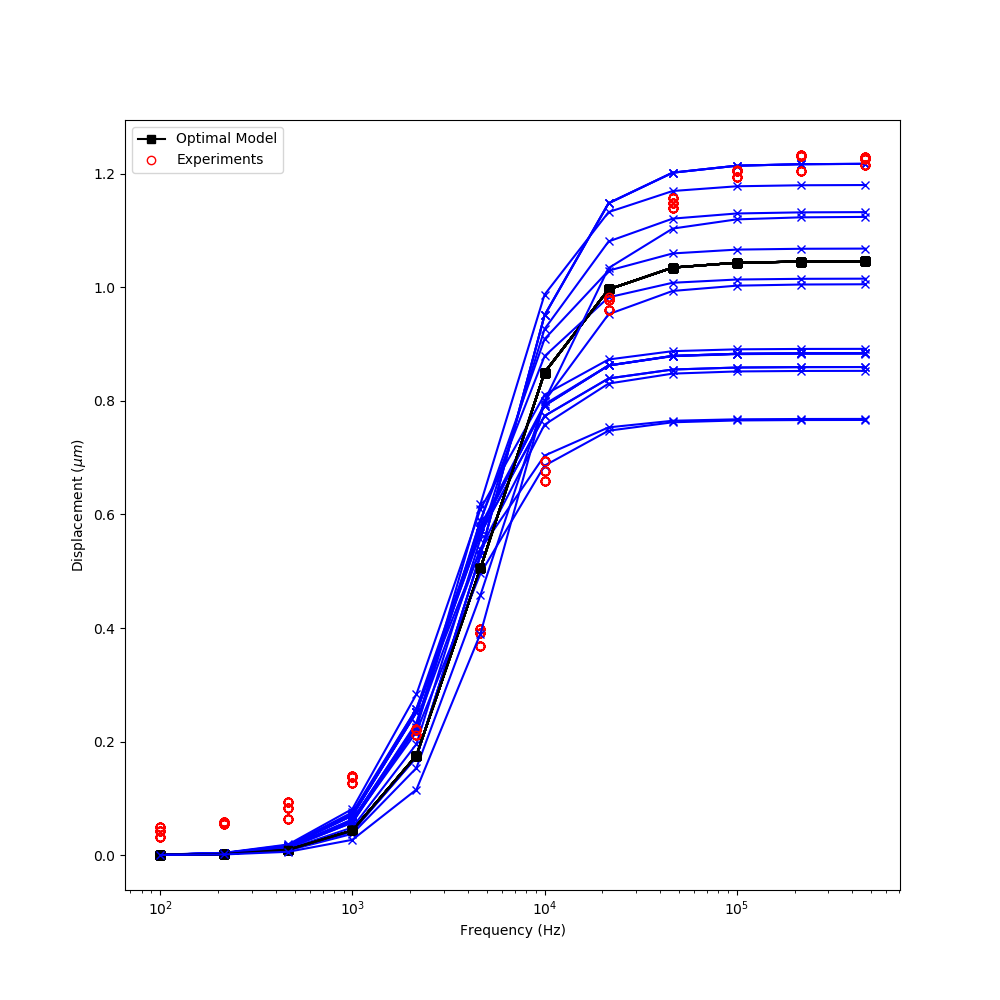 Optimal Model
Experiments
Displacement (μm)
1.2
1.0
0.8
0.6
0.4
0.2
0.0
10² 10³ 10⁴ 10⁵
Frequency (Hz)